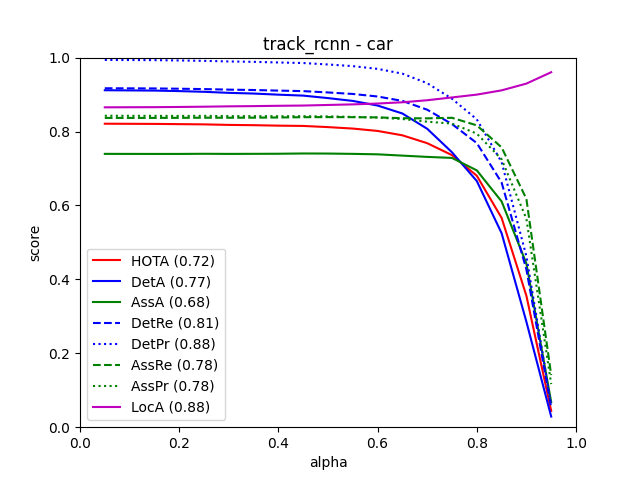 track_rcnn - car
1.0
0.8
0.6
0.4
0.2
0.0
score
HOTA (0.72)
DetA (0.77)
AssA (0.68)
DetRe (0.81)
DetPr (0.88)
AssRe (0.78)
AssPr (0.78)
LocA (0.88)
0.0 0.2 0.4 0.6 0.8 1.0
alpha